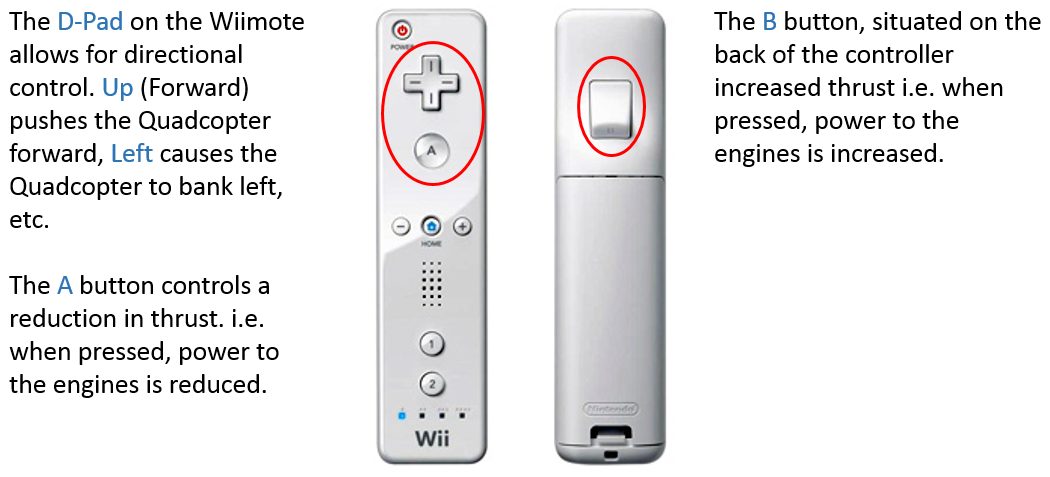 The D-Pad on the Wiimote
allows for directional
control. Up (Forward)
pushes the Quadcopter
forward, Left causes the
Quadcopter to bank left,
etc.
The A button controls a
reduction in thrust. i.e.
when pressed, power to
the engines is reduced.
POWER
A
HOME
1
2
Wii
Nintendo
The B button, situated on the
back of the controller
increased thrust i.e. when
pressed, power to the
engines is increased.